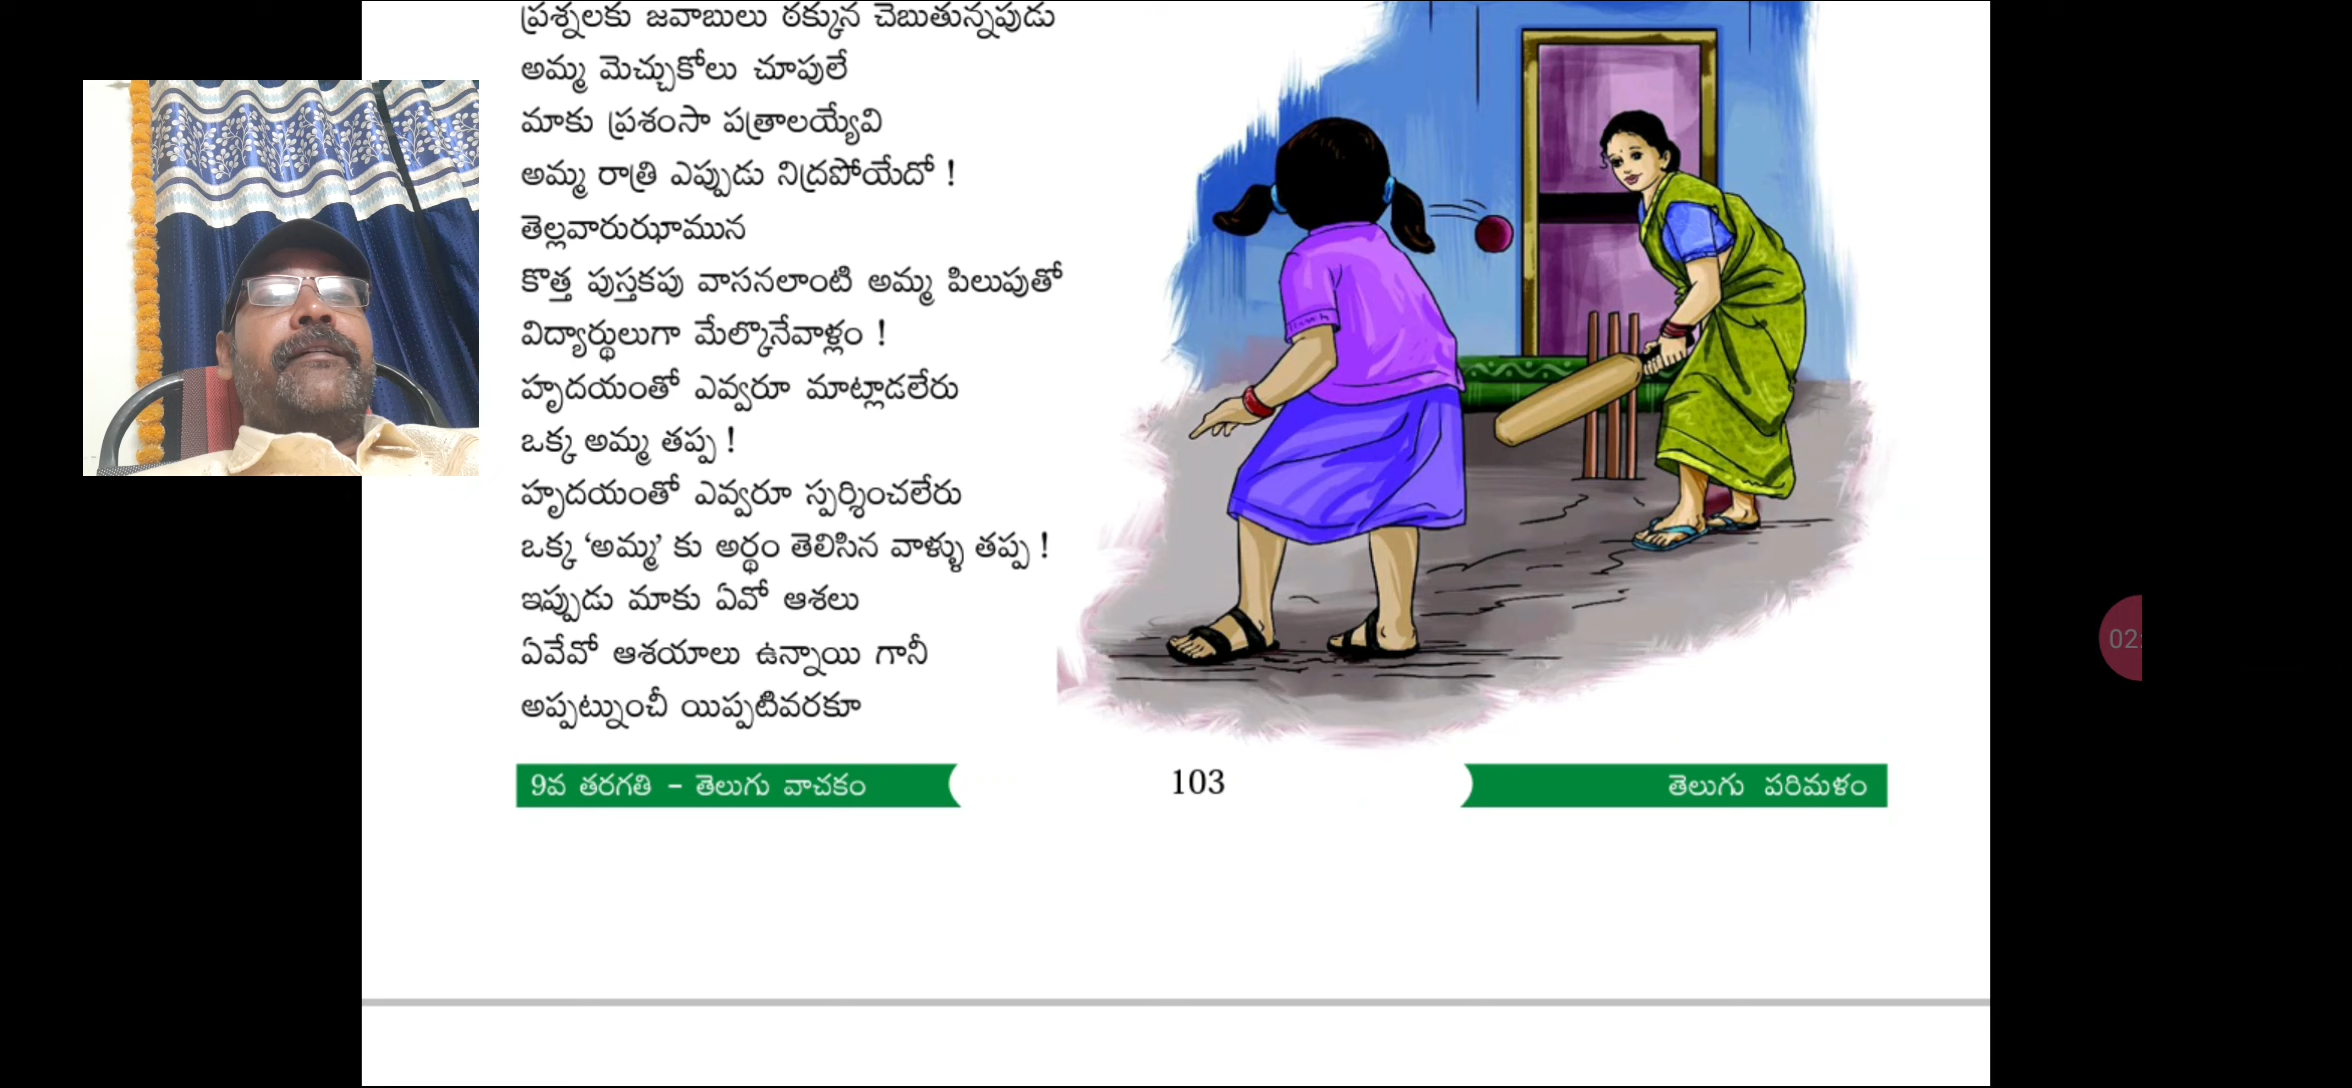 ప్రశ్నలకు జవాబులు ఠక్కున చెబుతున్నపుడు
అమ్మ మెచ్చుకోలు చూపులే
మాకు ప్రశంసా పత్రాలయ్యేవి
అమ్మ రాత్రి ఎప్పుడు నిద్రపోయేదో !
తెల్లవారుఝామున
కొత్త పుస్తకపు వాసనలాంటి అమ్మ పిలుపుతో
విద్యార్థులుగా మేల్కొనేవాళ్లం !
హృదయంతో ఎవ్వరూ మాట్లాడలేరు
ఒక్క అమ్మ తప్ప !
హృదయంతో ఎవ్వరూ స్పర్శించలేరు
ఒక్క ‘అమ్మ’ కు అర్థం తెలిసిన వాళ్ళు తప్ప !
ఇప్పుడు మాకు ఏవో ఆశలు
ఏవేవో ఆశయాలు ఉన్నాయి గానీ
అప్పట్నుంచీ యిప్పటివరకూ
9వ తరగతి – తెలుగు వాచకం
103
తెలుగు పరిమళం